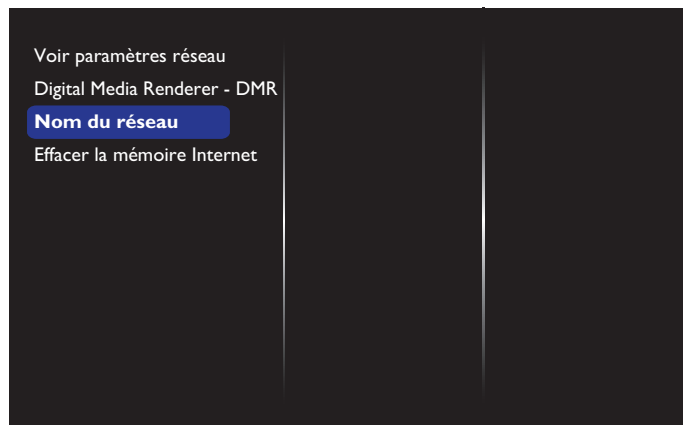 Voir paramètres réseau
Digital Media Renderer - DMR
Nom du réseau
Effacer la mémoire Internet